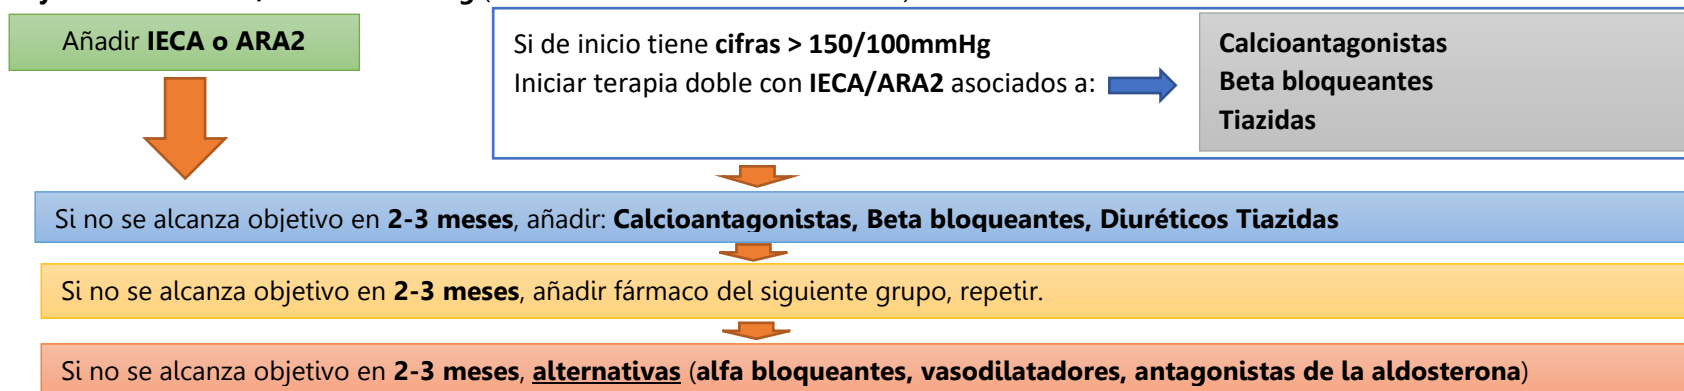 Añadir IECA o ARA2
Si de inicio tiene cifras > 150/100mmHg
Iniciar terapia doble con IECA/ARA2 asociados a:
Calcioantagonistas
Beta bloqueantes
Tiazidas
Si no se alcanza objetivo en 2-3 meses, añadir: Calcioantagonistas, Beta bloqueantes, Diuréticos Tiazidas
Si no se alcanza objetivo en 2-3 meses, añadir fármaco del siguiente grupo, repetir.
Si no se alcanza objetivo en 2-3 meses, alternativas (alfa bloqueantes, vasodilatadores, antagonistas de la aldosterona)